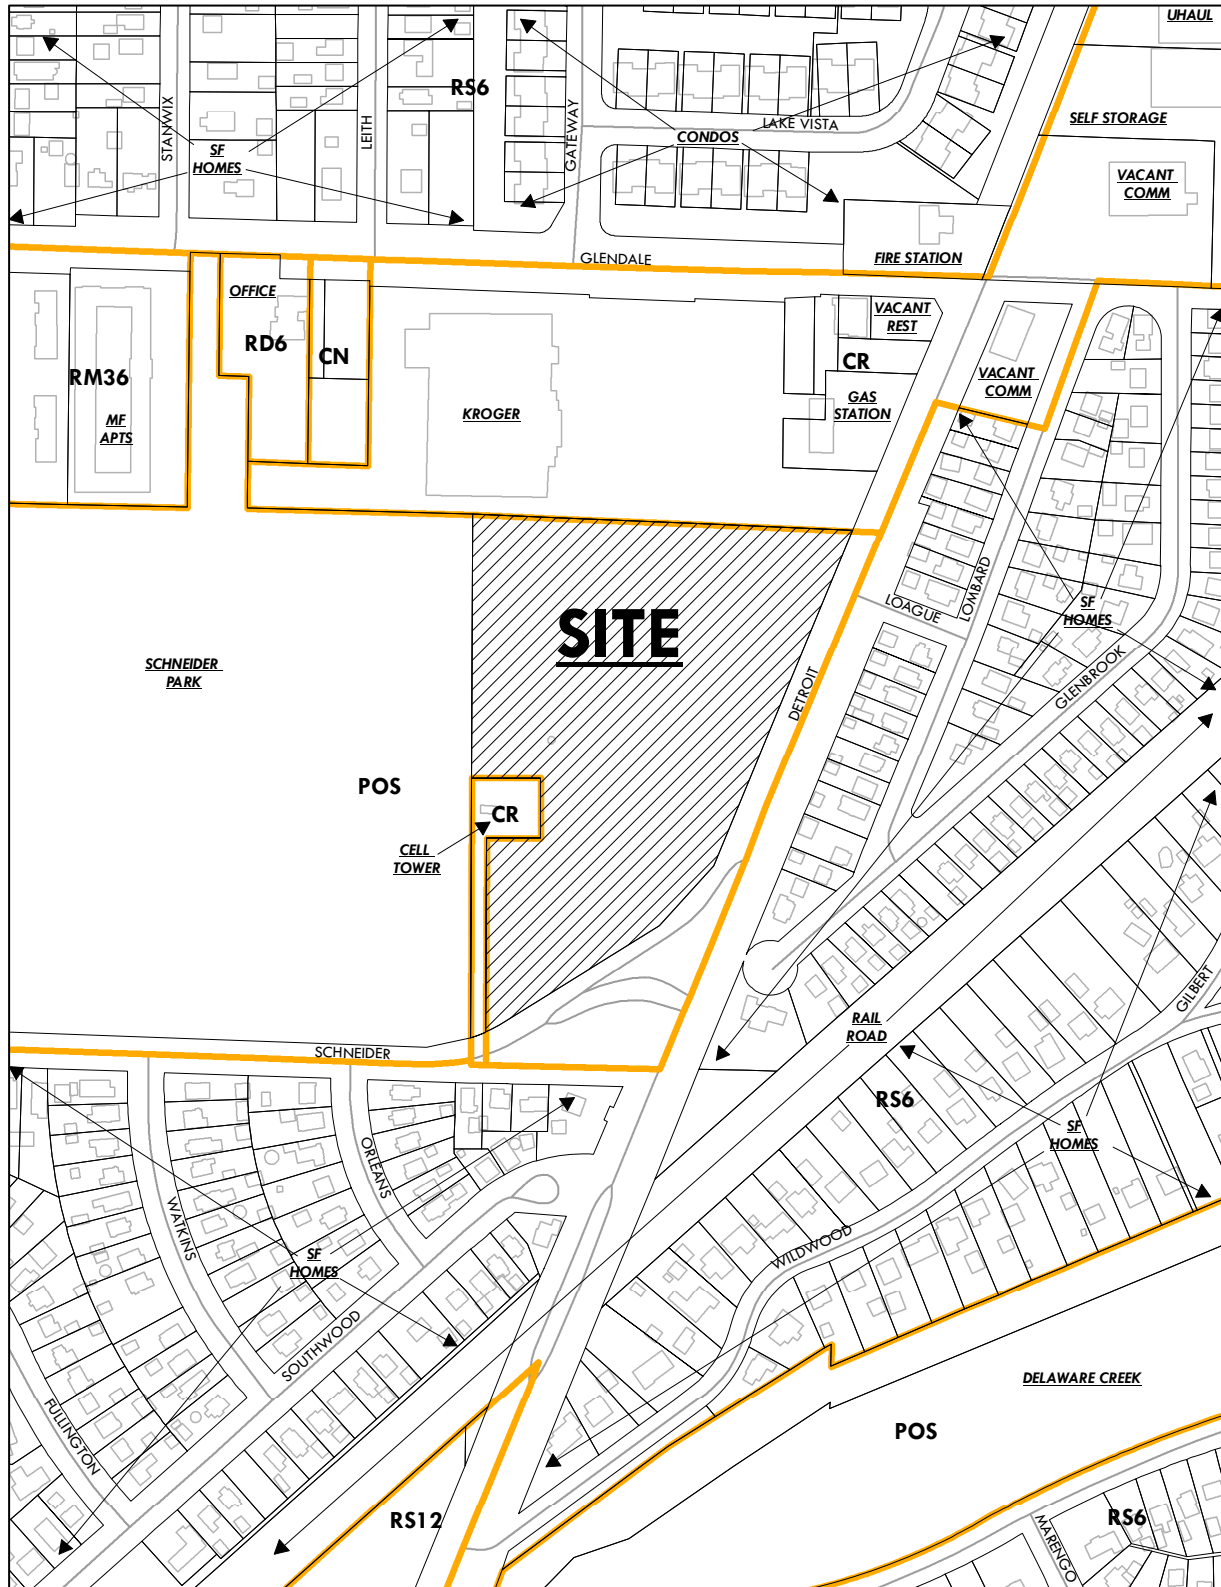 UHAUL
RS6
STANWIX
LEITH
GATEWAY
LAKE VISTA
SELF STORAGE
CONDOS
SF
HOMES
VACANT
COMM
GLENDALE
FIRE STATION
OFFICE
VACANT
REST
RD6
CN
CR
RM36
VACANT
COMM
MF
APTS
KROGER
GAS
STATION
LOMBARD
LOAGUE
SF
HOMES
SITE
SCHNEIDER
PARK
GLENBROOK
DETROIT
POS
CR
CELL
TOWER
GILBERT
RAIL
ROAD
SCHNEIDER
RS6
SF
HOMES
ORLEANS
WATKINS
WILDWOOD
SF
HOMES
SOUTHWOOD
DELAWARE CREEK
FULLINGTON
POS
RS12
RS6
MARENGO